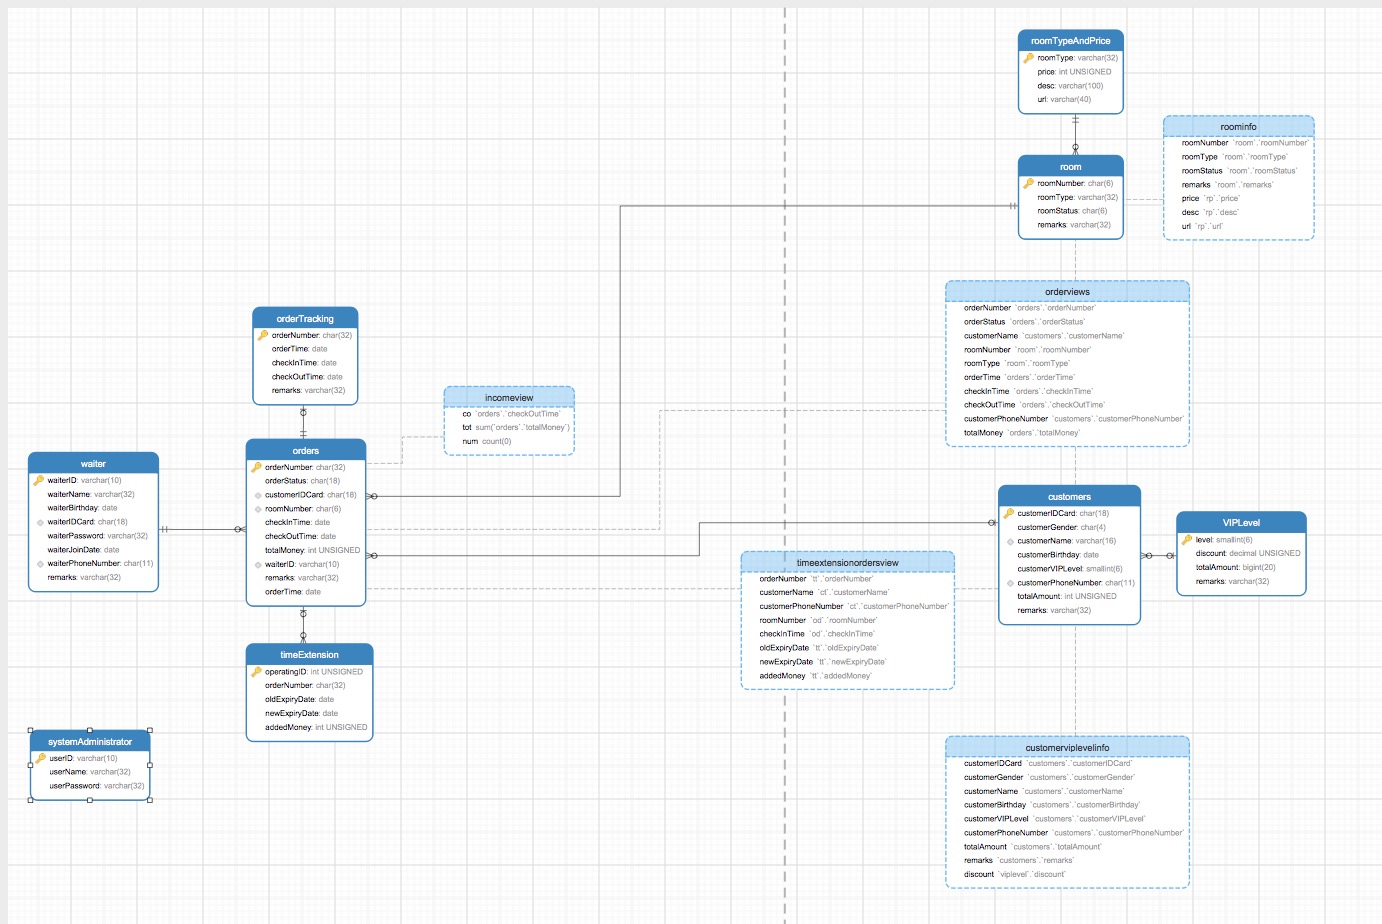 roomTypeAndPrice
roomType: varchar(32)
price: int UNSIGNED
desc: varchar(100)
url: varchar(40)
roominfo
roomNumber `room`.`roomNumber`
roomType `room`.`roomType`
roomStatus `room`.`roomStatus`
remarks `room`.`remarks`
price `rp`.`price`
desc `rp`.`desc`
url `rp`.`url`
room
roomNumber: char(6)
roomType: varchar(32)
roomStatus: char(6)
remarks: varchar(32)
orderviews
orderNumber `orders`.`orderNumber`
orderStatus `orders`.`orderStatus`
customerName `customers`.`customerName`
roomNumber `room`.`roomNumber`
roomType `room`.`roomType`
orderTime `orders`.`orderTime`
checkInTime `orders`.`checkInTime`
checkOutTime `orders`.`checkOutTime`
customerPhoneNumber `customers`.`customerPhoneNumber`
totalMoney `orders`.`totalMoney`
orderTracking
orderNumber: char(32)
orderTime: date
checkInTime: date
checkOutTime: date
remarks: varchar(32)
incomeview
co `orders`.`checkOutTime`
tot sum(`orders`.`totalMoney`)
num count(0)
waiter
waiterID: varchar(10)
waiterName: varchar(32)
waiterBirthday: date
waiterIDCard: char(18)
waiterPassword: varchar(32)
waiterJoinDate: date
waiterPhoneNumber: char(11)
remarks: varchar(32)
orders
orderNumber: char(32)
orderStatus: char(18)
customerIDCard: char(18)
roomNumber: char(6)
checkInTime: date
checkOutTime: date
totalMoney: int UNSIGNED
waiterID: varchar(10)
remarks: varchar(32)
orderTime: date
customers
customerIDCard: char(18)
customerGender: char(4)
customerName: varchar(16)
customerBirthday: date
customerVIPLevel: smallint(6)
customerPhoneNumber: char(11)
totalAmount: int UNSIGNED
remarks: varchar(32)
VIPLevel
level: smallint(6)
discount: decimal UNSIGNED
totalAmount: bigint(20)
remarks: varchar(32)
timeextensionordersview
orderNumber `tt`.`orderNumber`
customerName `ct`.`customerName`
customerPhoneNumber `ct`.`customerPhoneNumber`
roomNumber `od`.`roomNumber`
checkInTime `od`.`checkInTime`
oldExpiryDate `tt`.`oldExpiryDate`
newExpiryDate `tt`.`newExpiryDate`
addedMoney `tt`.`addedMoney`
timeExtension
operatingID: int UNSIGNED
orderNumber: char(32)
oldExpiryDate: date
newExpiryDate: date
addedMoney: int UNSIGNED
systemAdministrator
userID: varchar(10)
userName: varchar(32)
userPassword: varchar(32)
customerviplevelinfo
customerIDCard `customers`.`customerIDCard`
customerGender `customers`.`customerGender`
customerName `customers`.`customerName`
customerBirthday `customers`.`customerBirthday`
customerVIPLevel `customers`.`customerVIPLevel`
customerPhoneNumber `customers`.`customerPhoneNumber`
totalAmount `customers`.`totalAmount`
remarks `customers`.`remarks`
discount `viplevel`.`discount`